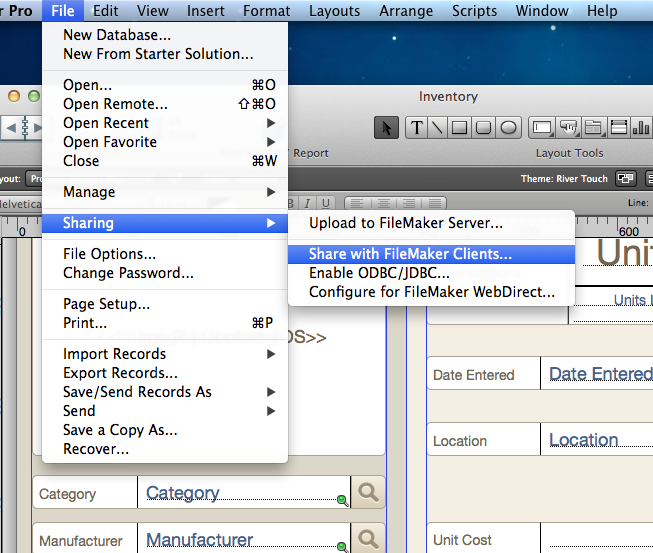 r Pro File Edit View Insert Format Layouts Arrange Scripts Window Help
New Database...
New From Starter Solution...
Open... ⌘O
Open Remote... ⇧⌘O
Open Recent
Open Favorite
Close ⌘W
Manage
Sharing
File Options...
Change Password...
Page Setup...
Print... ⌘P
Import Records
Export Records...
Save/Send Records As
Send
Save a Copy As...
Recover...
Upload to FileMaker Server...
Share with FileMaker Clients...
Enable ODBC/JDBC...
Configure for FileMaker WebDirect...
Inventory
T
/ Report
Layout Tools
yout: Pro
Theme: River Touch
Helvetica
B I U
Line:
0
600
Unit
Units I
OS>>
Date Entered Date Entered
Location Location
Category Category
Manufacturer Manufacturer
Unit Cost